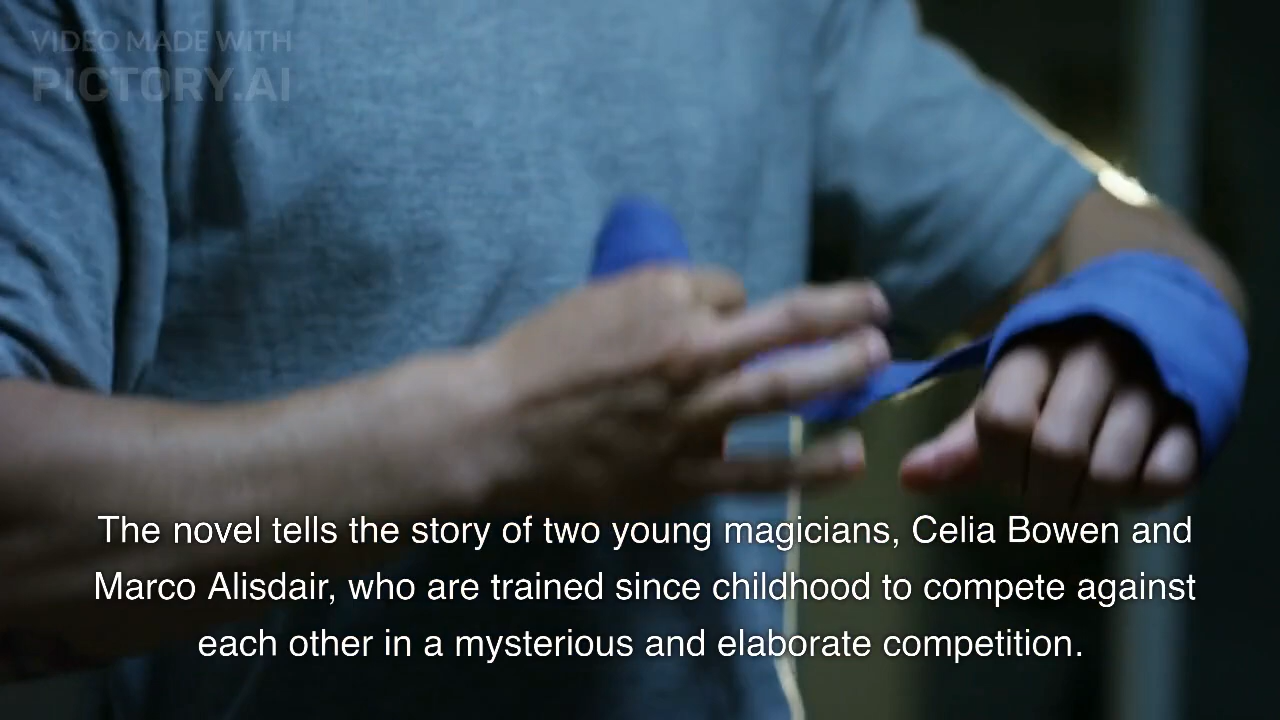 VIDEO MADE WITH
PICTORY.AI
The novel tells the story of two young magicians, Celia Bowen and
Marco Alisdair, who are trained since childhood to compete against
each other in a mysterious and elaborate competition.